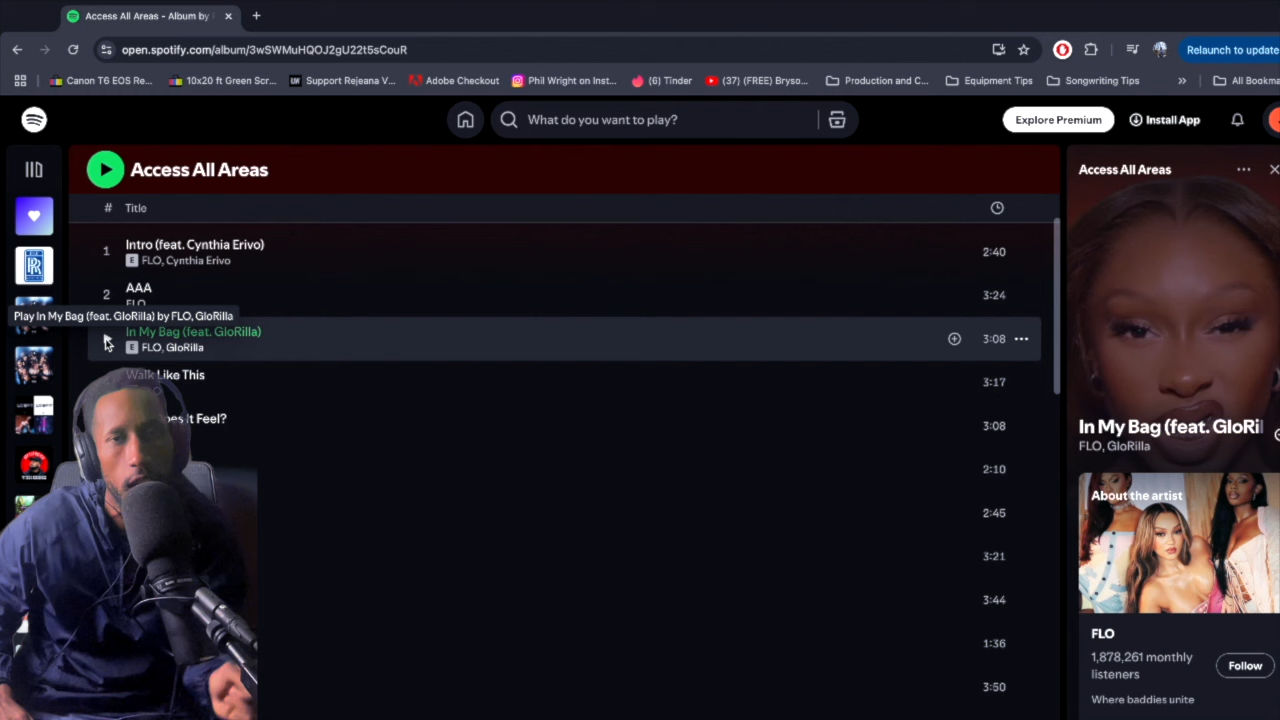 Access All Areas - Album by
open.spotify.com/album/3wSWMuHQOJ2gU22t5sCouR
Relaunch to update
Canon T6 EOS Re...
10x20 ft Green Scr...
Support Rejeana V...
Adobe Checkout
Phil Wright on Inst...
(6) Tinder
(37) (FREE) Bryso...
Production and C...
Equipment Tips
Songwriting Tips
»
All Bookma
What do you want to play?
Explore Premium
Install App
Access All Areas
# Title
1 Intro (feat. Cynthia Erivo) 2:40
E FLO, Cynthia Erivo
2 AAA 3:24
FLO
Play In My Bag (feat. GloRilla) by FLO, GloRilla
In My Bag (feat. GloRilla) 3:08
E FLO, GloRilla
Walk Like This 3:17
It Feel? 3:08
2:10
2:45
3:21
3:44
1:36
3:50
Access All Areas
In My Bag (feat. GloRil
FLO, GloRilla
About the artist
FLO
1,878,261 monthly
listeners
Follow
Where baddies unite